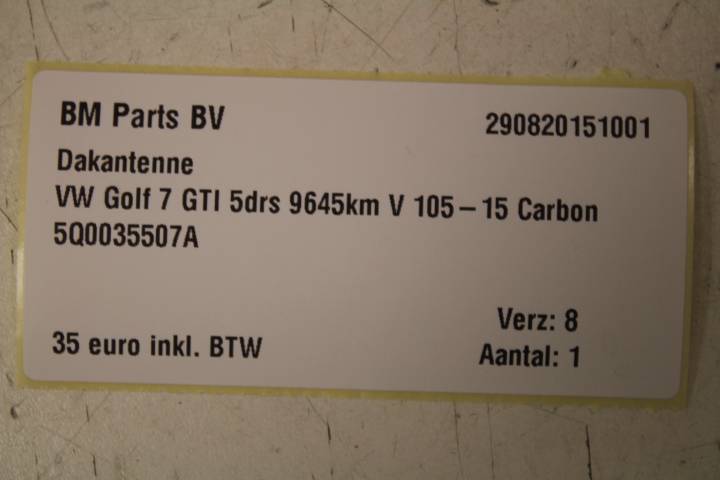 BM Parts BV 290820151001
Dakantenne
VW Golf 7 GTI 5drs 9645km V 105-15 Carbon
5Q0035507A
Verz: 8
35 euro inkl. BTW Aantal: 1